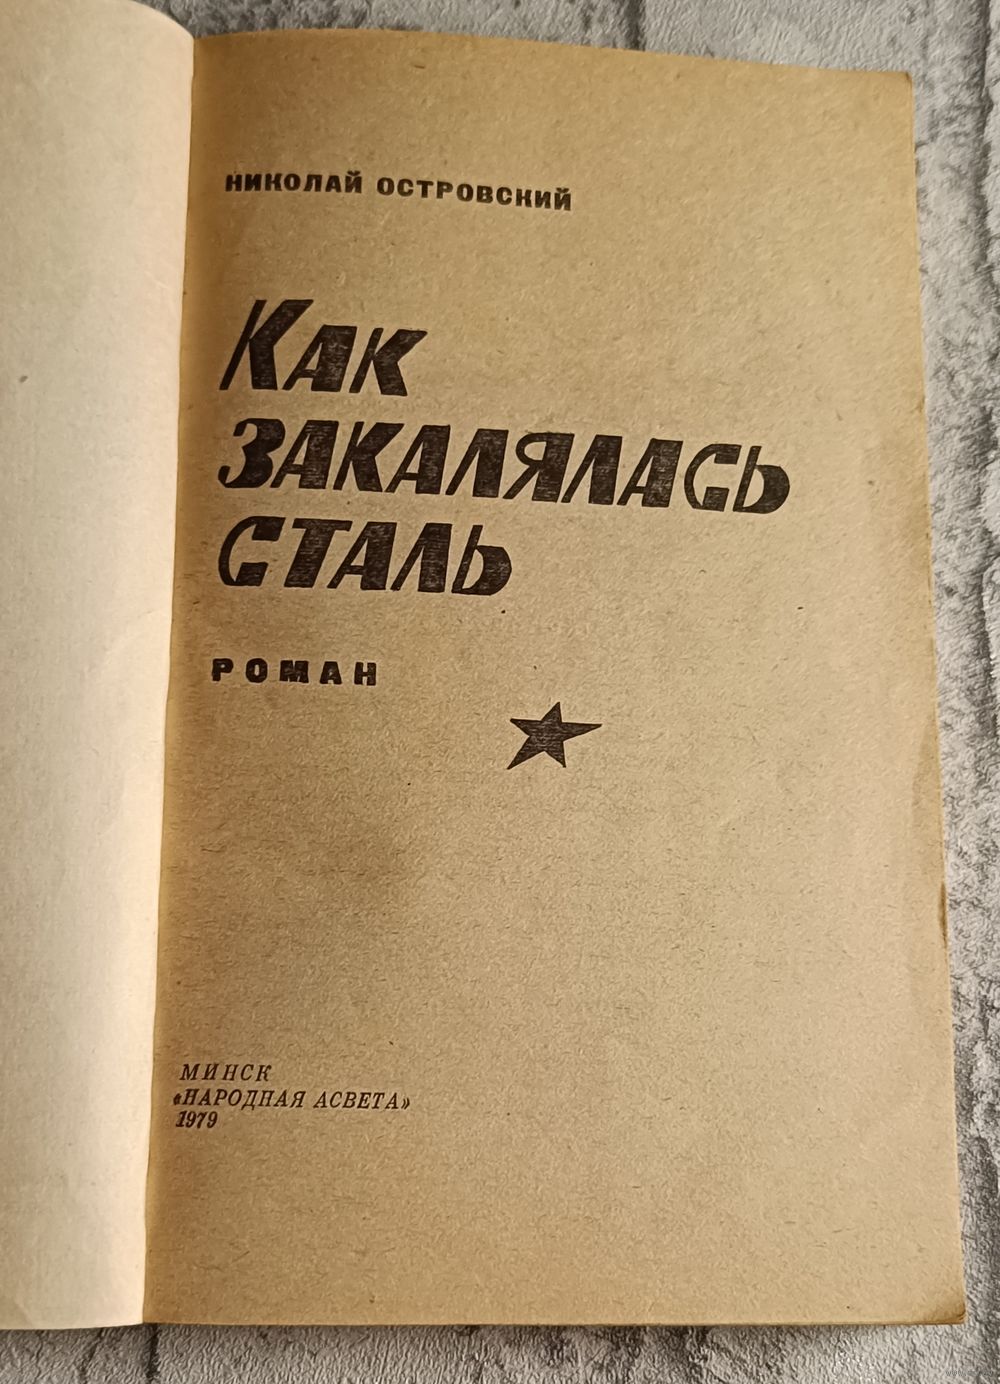 НИКОЛАЙ ОСТРОВСКИЙ
КАК
ЗАКАЛЯЛАСЬ
СТАЛЬ
РОМАН
МИНСК
«НАРОДНАЯ АСВЕТА»
1979